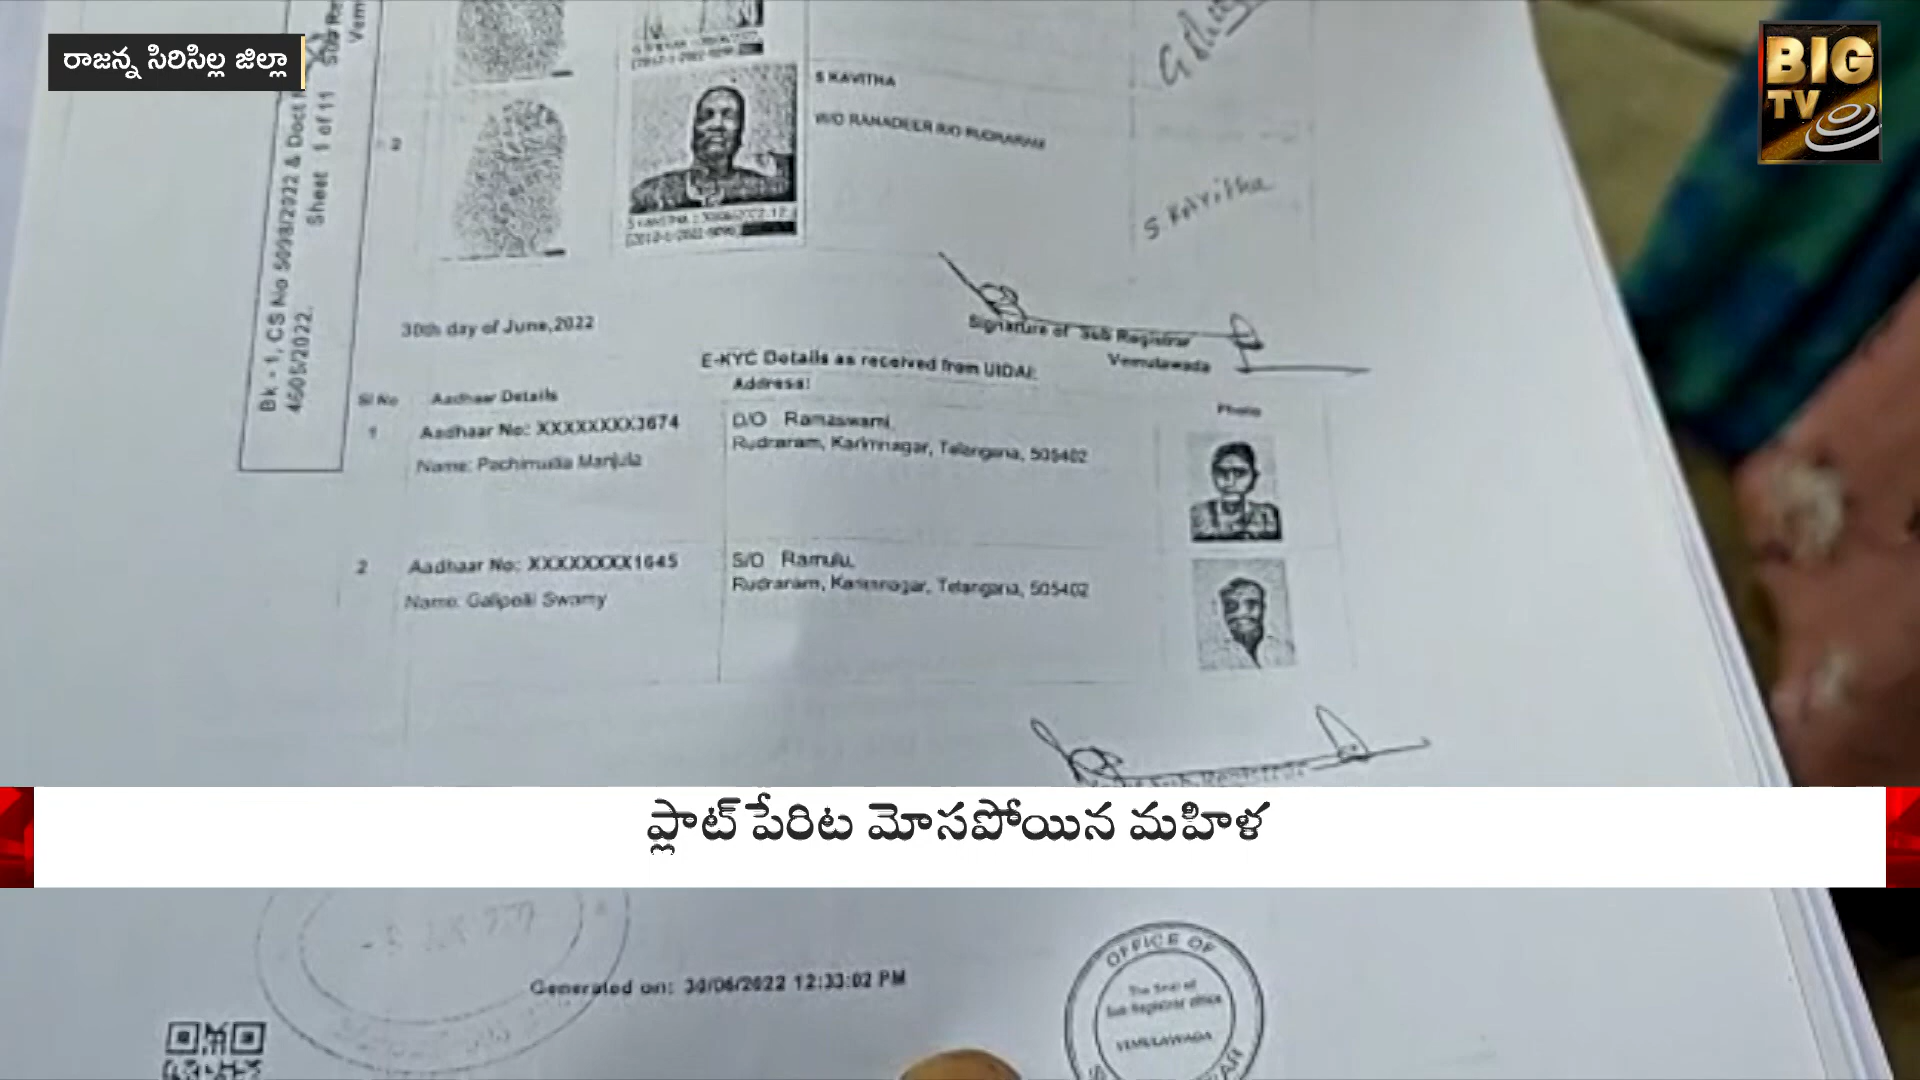 రాజన్న సిరిసిల్ల జిల్లా
BIG
TV
Bk - 1, CS No 5098/2022 & Doct
4605/2022.
Sheet 1 of 11
S KAVITHA
W/O RANADEER R/O RUDRARAM
2
S Kavitha
30th day of June,2022
Signature of Sub Registrar
Vemulawada
E-KYC Details as received from UIDAI:
Sl No Aadhaar Details Address: Photo
1 Aadhaar No: XXXXXXXX3674 D/O Ramaswami,
Name: Pachimatla Manjula Rudraram, Karimnagar, Telangana, 505402
2 Aadhaar No: XXXXXXXX1645 S/O Ramulu,
Name: Galipelli Swamy Rudraram, Karimnagar, Telangana, 505402
ప్లాట్ పేరిట మోసపోయిన మహిళ
Generated on: 30/06/2022 12:33:02 PM
OFFICE OF
The Seal of
Sub Registrar office
VEMULAWADA